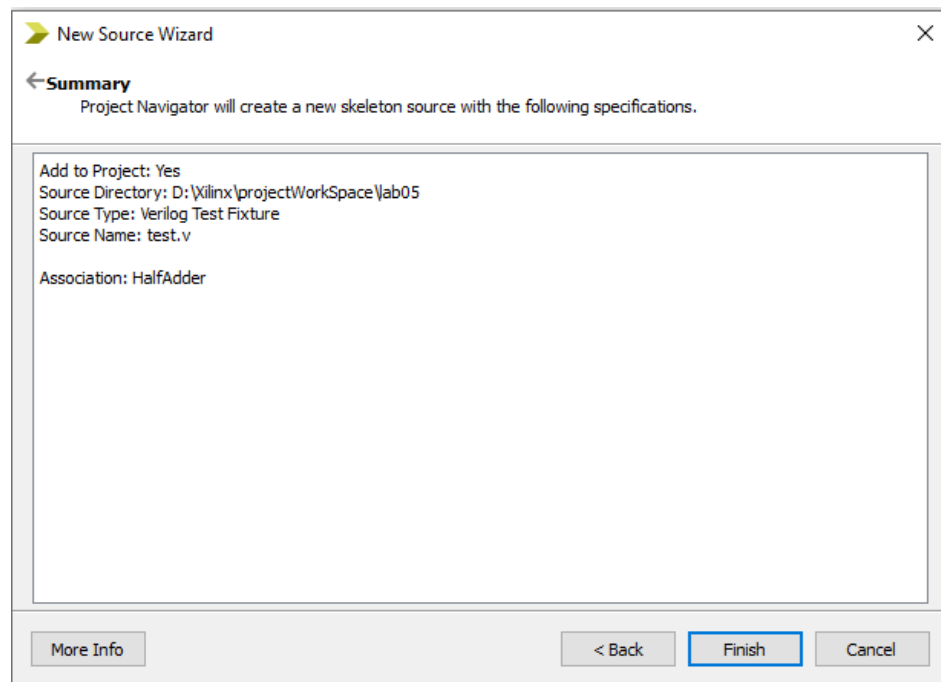 New Source Wizard
Summary
Project Navigator will create a new skeleton source with the following specifications.
Add to Project: Yes
Source Directory: D:\Xilinx\projectWorkSpace\lab05
Source Type: Verilog Test Fixture
Source Name: test.v
Association: HalfAdder
More Info
< Back
Finish
Cancel